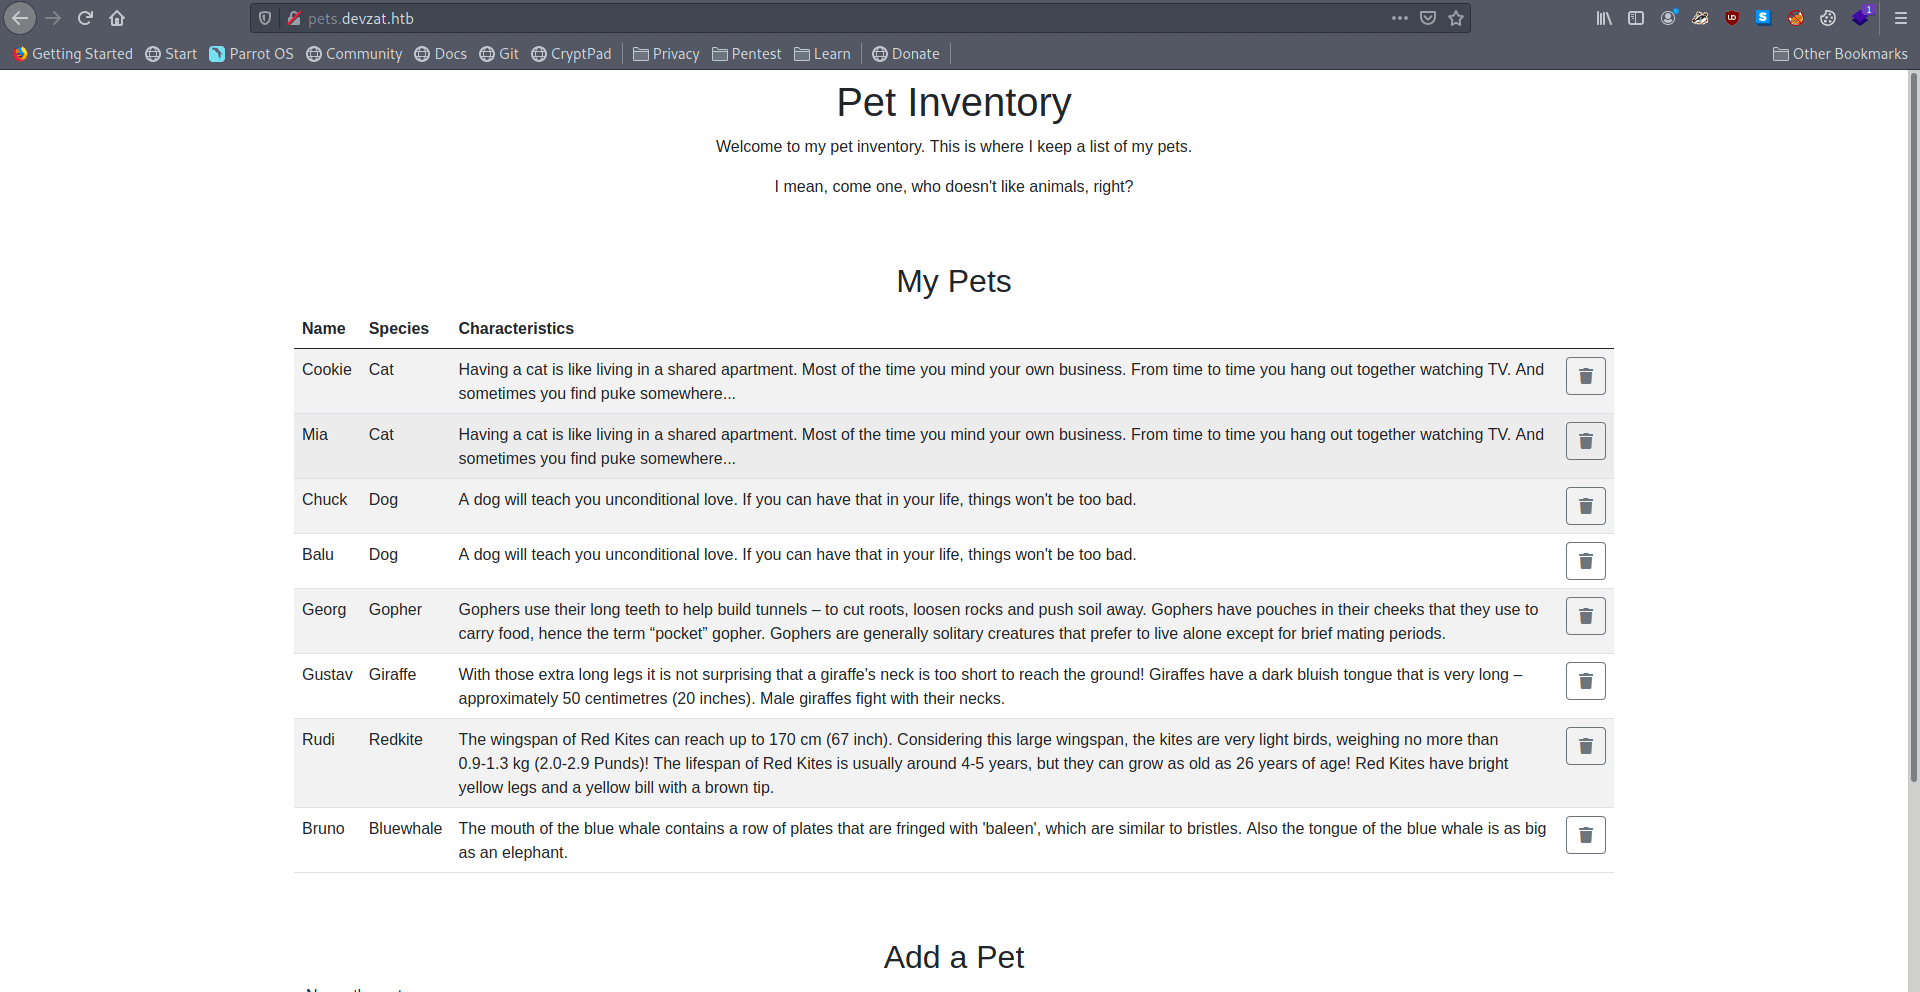 pets.devzat.htb
Getting Started Start Parrot OS Community Docs Git CryptPad Privacy Pentest Learn Donate Other Bookmarks
Pet Inventory
Welcome to my pet inventory. This is where I keep a list of my pets.
I mean, come one, who doesn't like animals, right?
My Pets
Name Species Characteristics
Cookie Cat Having a cat is like living in a shared apartment. Most of the time you mind your own business. From time to time you hang out together watching TV. And
sometimes you find puke somewhere...
Mia Cat Having a cat is like living in a shared apartment. Most of the time you mind your own business. From time to time you hang out together watching TV. And
sometimes you find puke somewhere...
Chuck Dog A dog will teach you unconditional love. If you can have that in your life, things won't be too bad.
Balu Dog A dog will teach you unconditional love. If you can have that in your life, things won't be too bad.
Georg Gopher Gophers use their long teeth to help build tunnels – to cut roots, loosen rocks and push soil away. Gophers have pouches in their cheeks that they use to
carry food, hence the term “pocket” gopher. Gophers are generally solitary creatures that prefer to live alone except for brief mating periods.
Gustav Giraffe With those extra long legs it is not surprising that a giraffe's neck is too short to reach the ground! Giraffes have a dark bluish tongue that is very long –
approximately 50 centimetres (20 inches). Male giraffes fight with their necks.
Rudi Redkite The wingspan of Red Kites can reach up to 170 cm (67 inch). Considering this large wingspan, the kites are very light birds, weighing no more than
0.9-1.3 kg (2.0-2.9 Punds)! The lifespan of Red Kites is usually around 4-5 years, but they can grow as old as 26 years of age! Red Kites have bright
yellow legs and a yellow bill with a brown tip.
Bruno Bluewhale The mouth of the blue whale contains a row of plates that are fringed with 'baleen', which are similar to bristles. Also the tongue of the blue whale is as big
as an elephant.
Add a Pet